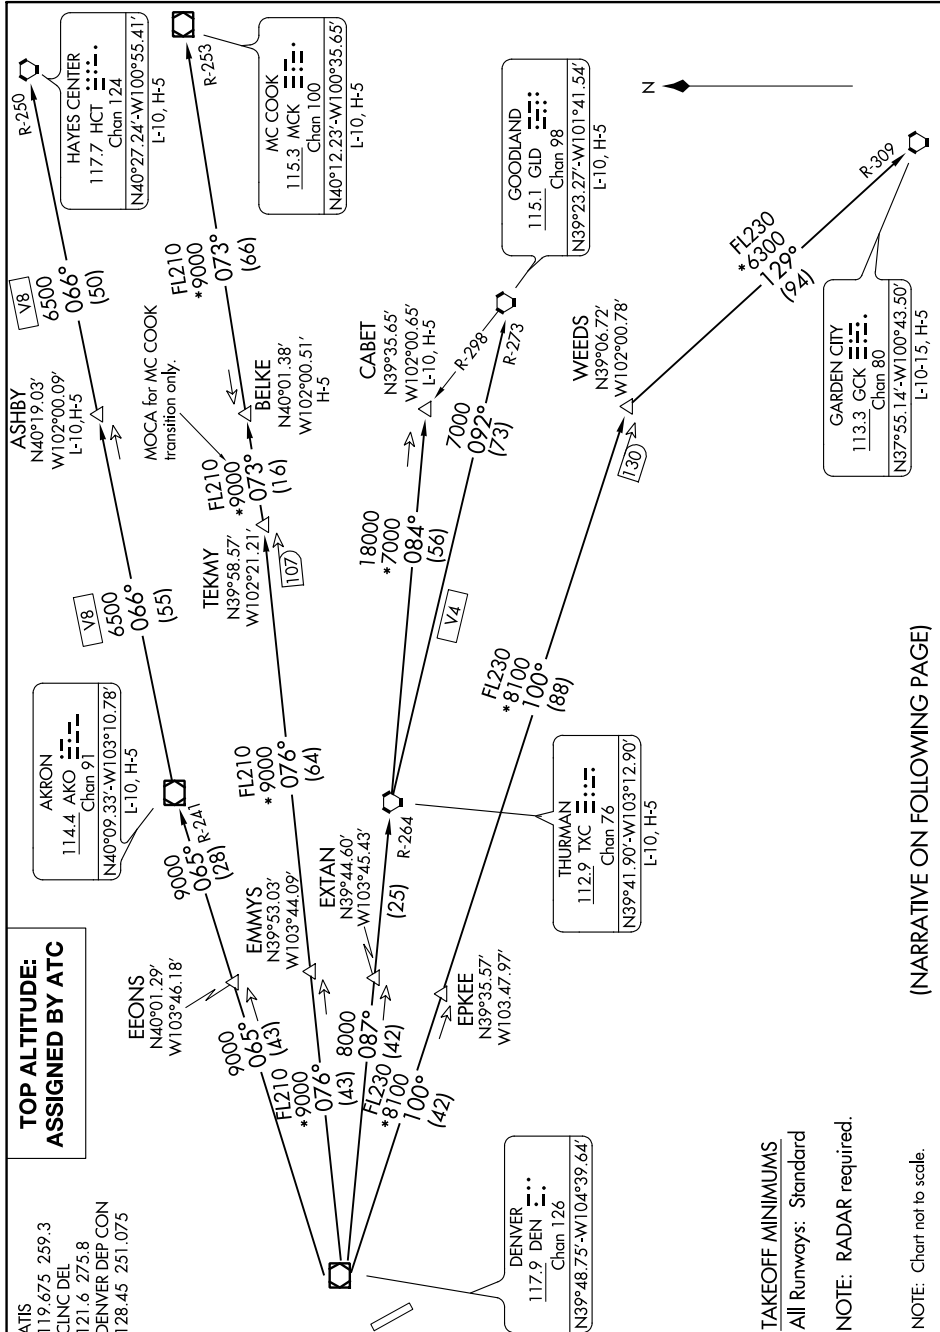 ATIS
119.675 259.3
CLNC DEL
121.6 275.8
DENVER DEP CON
128.45 251.075
TOP ALTITUDE:
ASSIGNED BY ATC
AKRON
114.4 AKO
Chan 91
N40°09.33'-W103°10.78'
L-10, H-5
ASHBY
N40°19.03'
W102°00.09'
L-10,H-5
HAYES CENTER
117.7 HCT
Chan 124
N40°27.24'-W100°55.41'
L-10, H-5
R-250
V8
6500
066°
(50)
V8
6500
066°
(55)
R-241
9000
065°
(28)
EEONS
N40°01.29'
W103°46.18'
9000
065°
(43)
MC COOK
115.3 MCK
Chan 100
N40°12.23'-W100°35.65'
L-10, H-5
R-253
FL210
*9000
073°
(66)
MOCA for MC COOK
transition only.
BELKE
N40°01.38'
W102°00.51'
H-5
FL210
*9000
073°
(16)
TEKMY
N39°58.57'
W102°21.21'
107
FL210
*9000
076°
(64)
EMMYS
N39°53.03'
W103°44.09'
FL210
*9000
076°
(43)
GOODLAND
115.1 GLD
Chan 98
N39°23.27'-W101°41.54'
L-10, H-5
CABET
N39°35.65'
W102°00.65'
L-10, H-5
R-298
R-273
18000
*7000
084°
(56)
7000
092°
(73)
V4
EXTAN
N39°44.60'
W103°45.43'
(25)
R-264
8000
087°
(42)
THURMAN
112.9 TXC
Chan 76
N39°41.90'-W103°12.90'
L-10, H-5
WEEDS
N39°06.72'
W102°00.78'
130
FL230
*6300
129°
(94)
R-309
GARDEN CITY
113.3 GCK
Chan 80
N37°55.14'-W100°43.50'
L-10-15, H-5
FL230
*8100
100°
(88)
EPKEE
N39°35.57'
W103.47.97'
FL230
*8100
100°
(42)
DENVER
117.9 DEN
Chan 126
N39°48.75'-W104°39.64'
N
TAKEOFF MINIMUMS
All Runways: Standard
NOTE: RADAR required.
NOTE: Chart not to scale.
(NARRATIVE ON FOLLOWING PAGE)